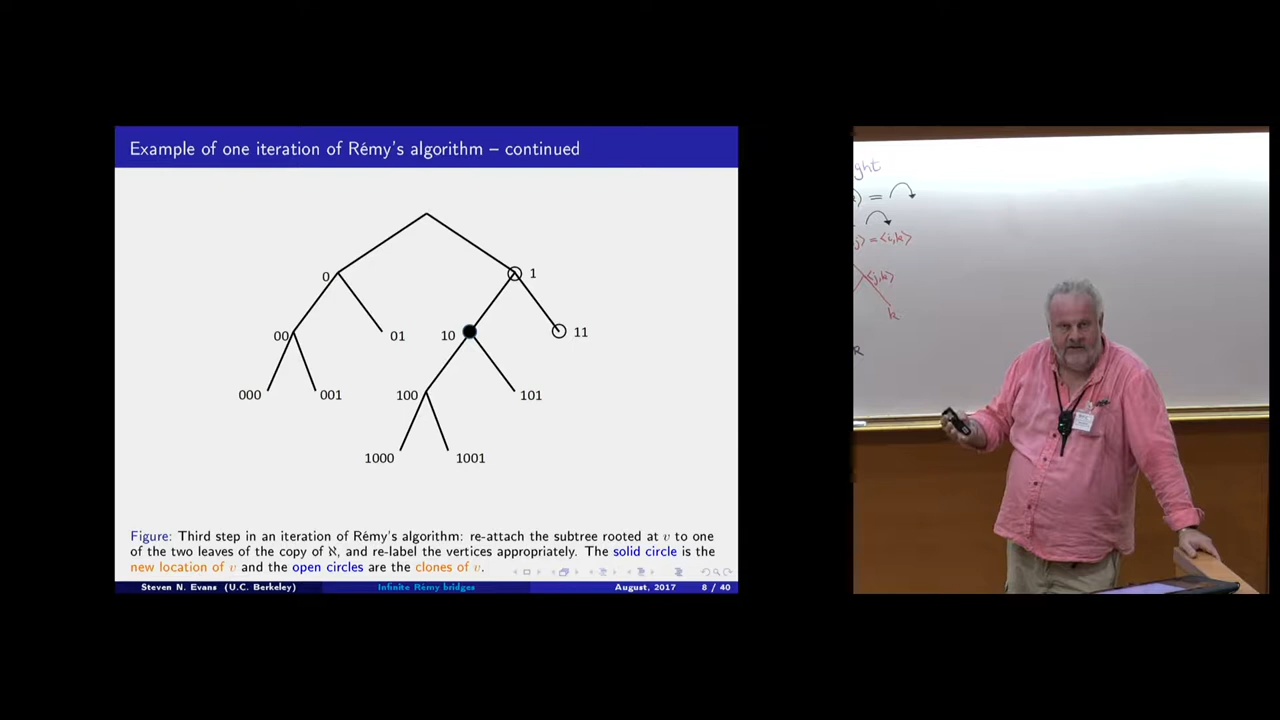 Example of one iteration of Rémy's algorithm – continued
0
1
00
01
10
11
000
001
100
101
1000
1001
Figure: Third step in an iteration of Rémy's algorithm: re-attach the subtree rooted at v to one
of the two leaves of the copy of ℵ, and re-label the vertices appropriately. The solid circle is the
new location of v and the open circles are the clones of v.
Steven N. Evans (U.C. Berkeley)
Infinite Rémy bridges
August, 2017
8 / 40
ght
) =
j⟩ = ⟨i,k⟩
⟨j,k⟩
k
R